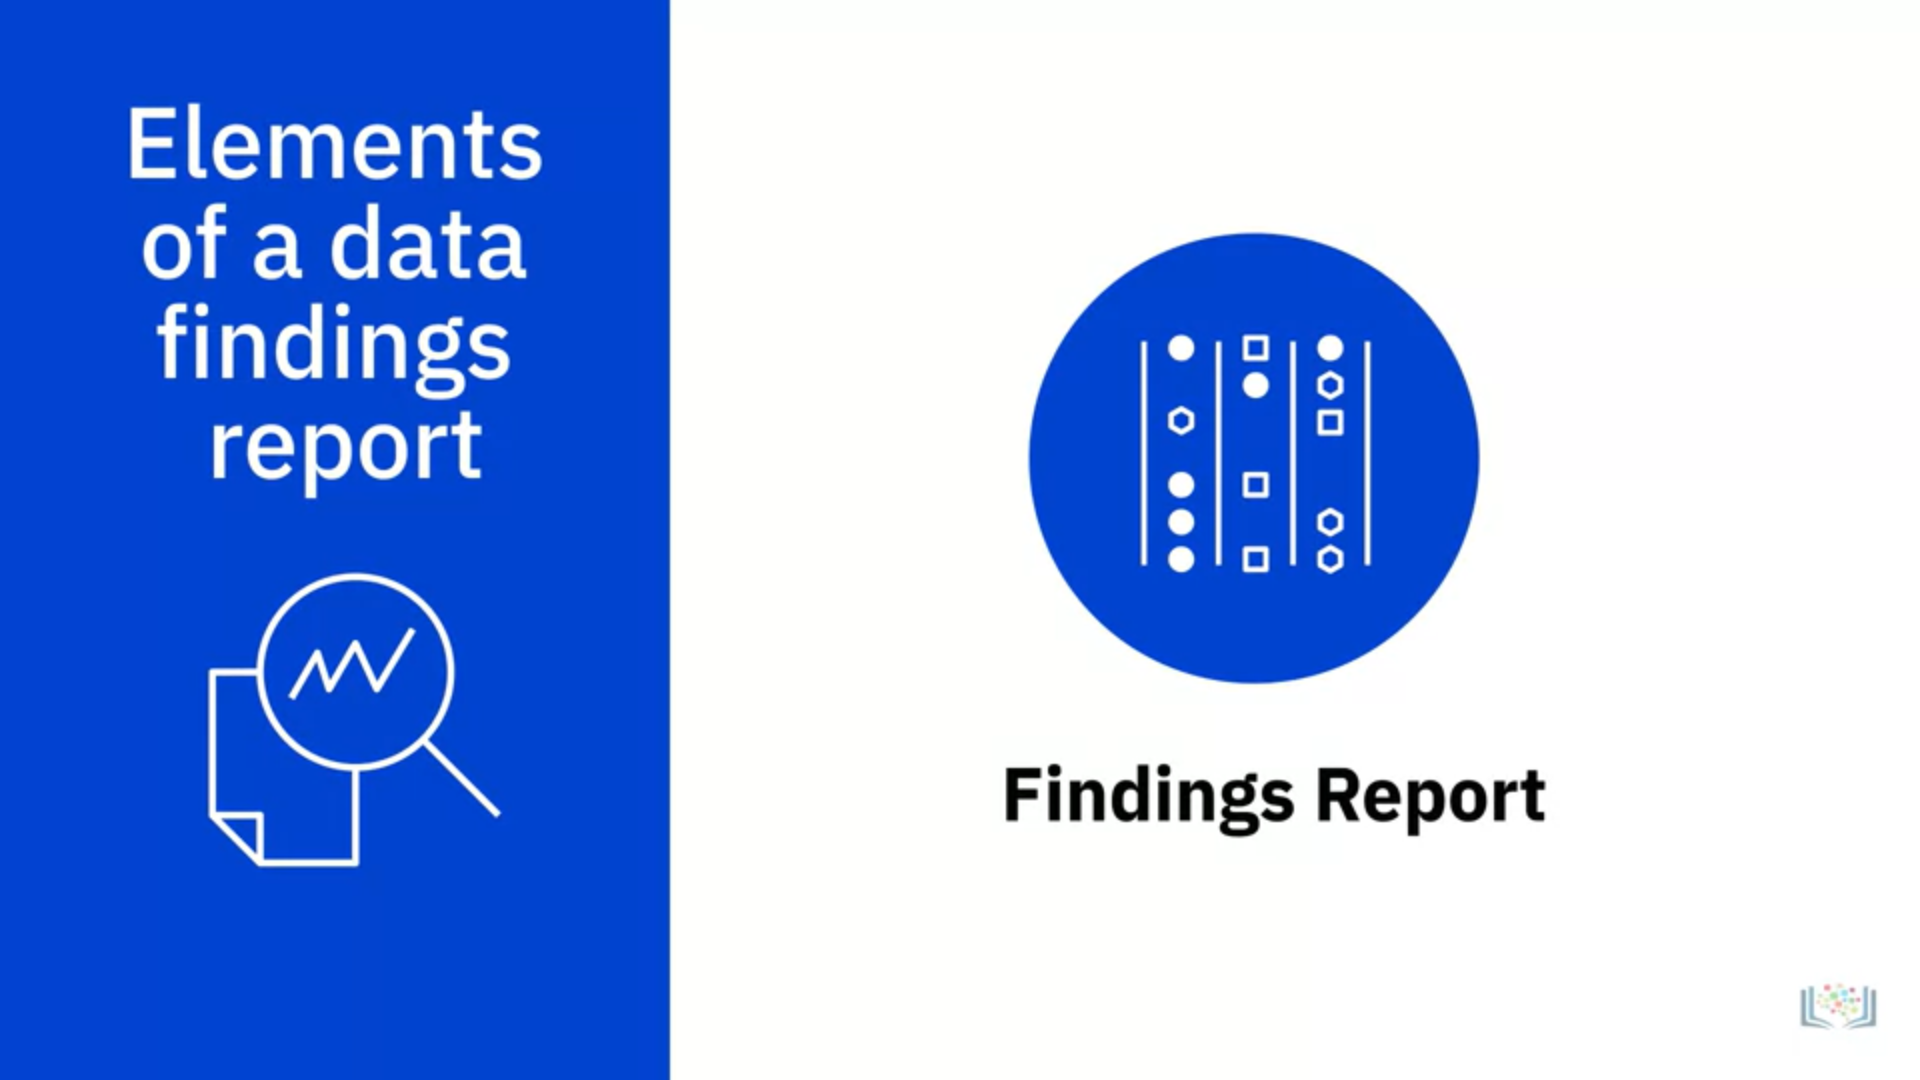 Elements
of a data
findings
report
Findings Report